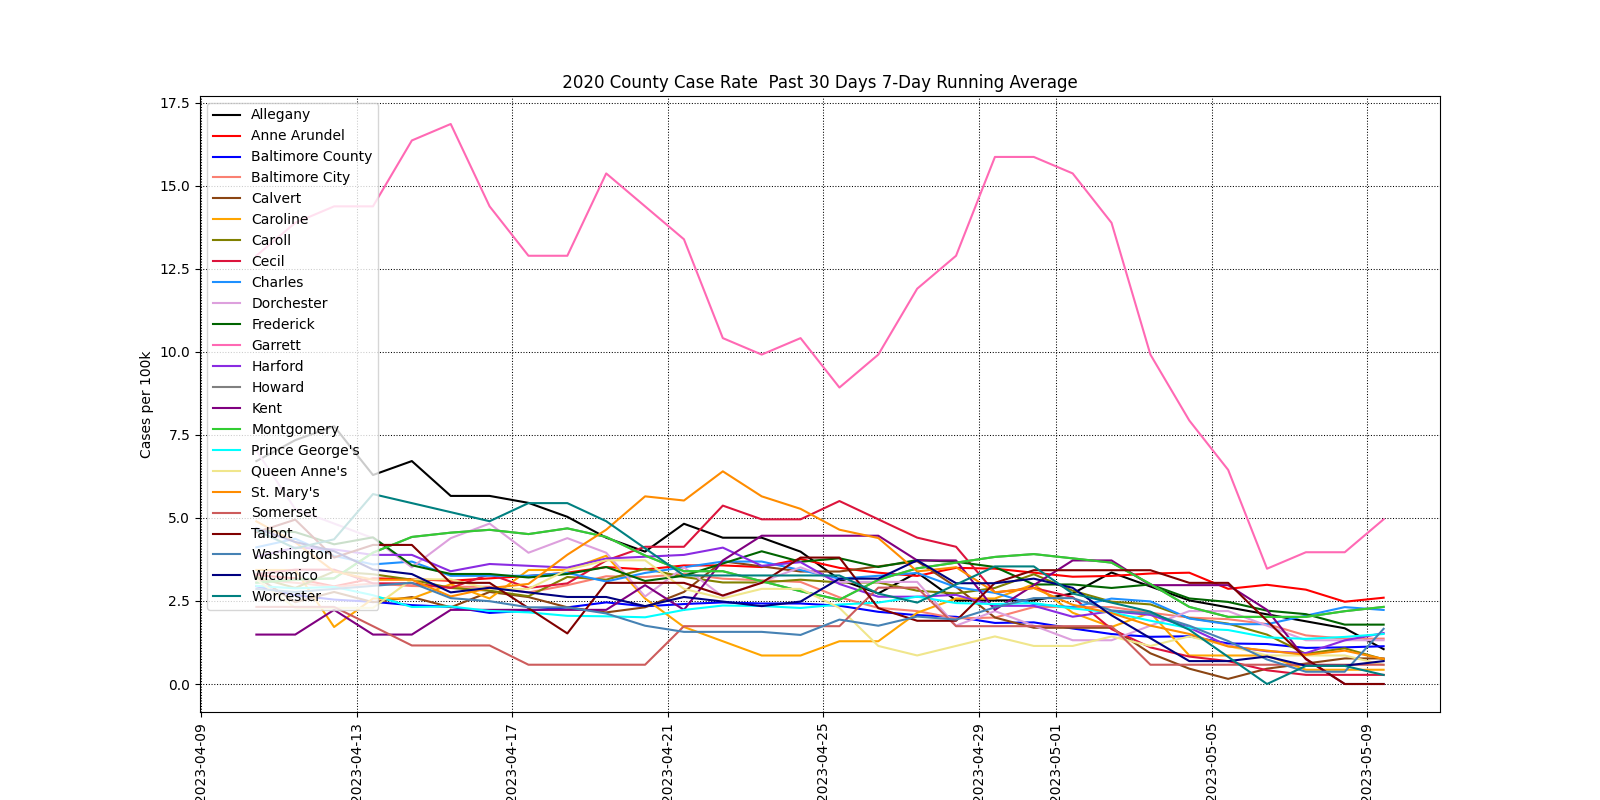 2020 County Case Rate  Past 30 Days 7-Day Running Average
Cases per 100k
17.5
15.0
12.5
10.0
7.5
5.0
2.5
0.0
Allegany
Anne Arundel
Baltimore County
Baltimore City
Calvert
Caroline
Caroll
Cecil
Charles
Dorchester
Frederick
Garrett
Harford
Howard
Kent
Montgomery
Prince George's
Queen Anne's
St. Mary's
Somerset
Talbot
Washington
Wicomico
Worcester
2023-04-09
2023-04-13
2023-04-17
2023-04-21
2023-04-25
2023-04-29
2023-05-01
2023-05-05
2023-05-09